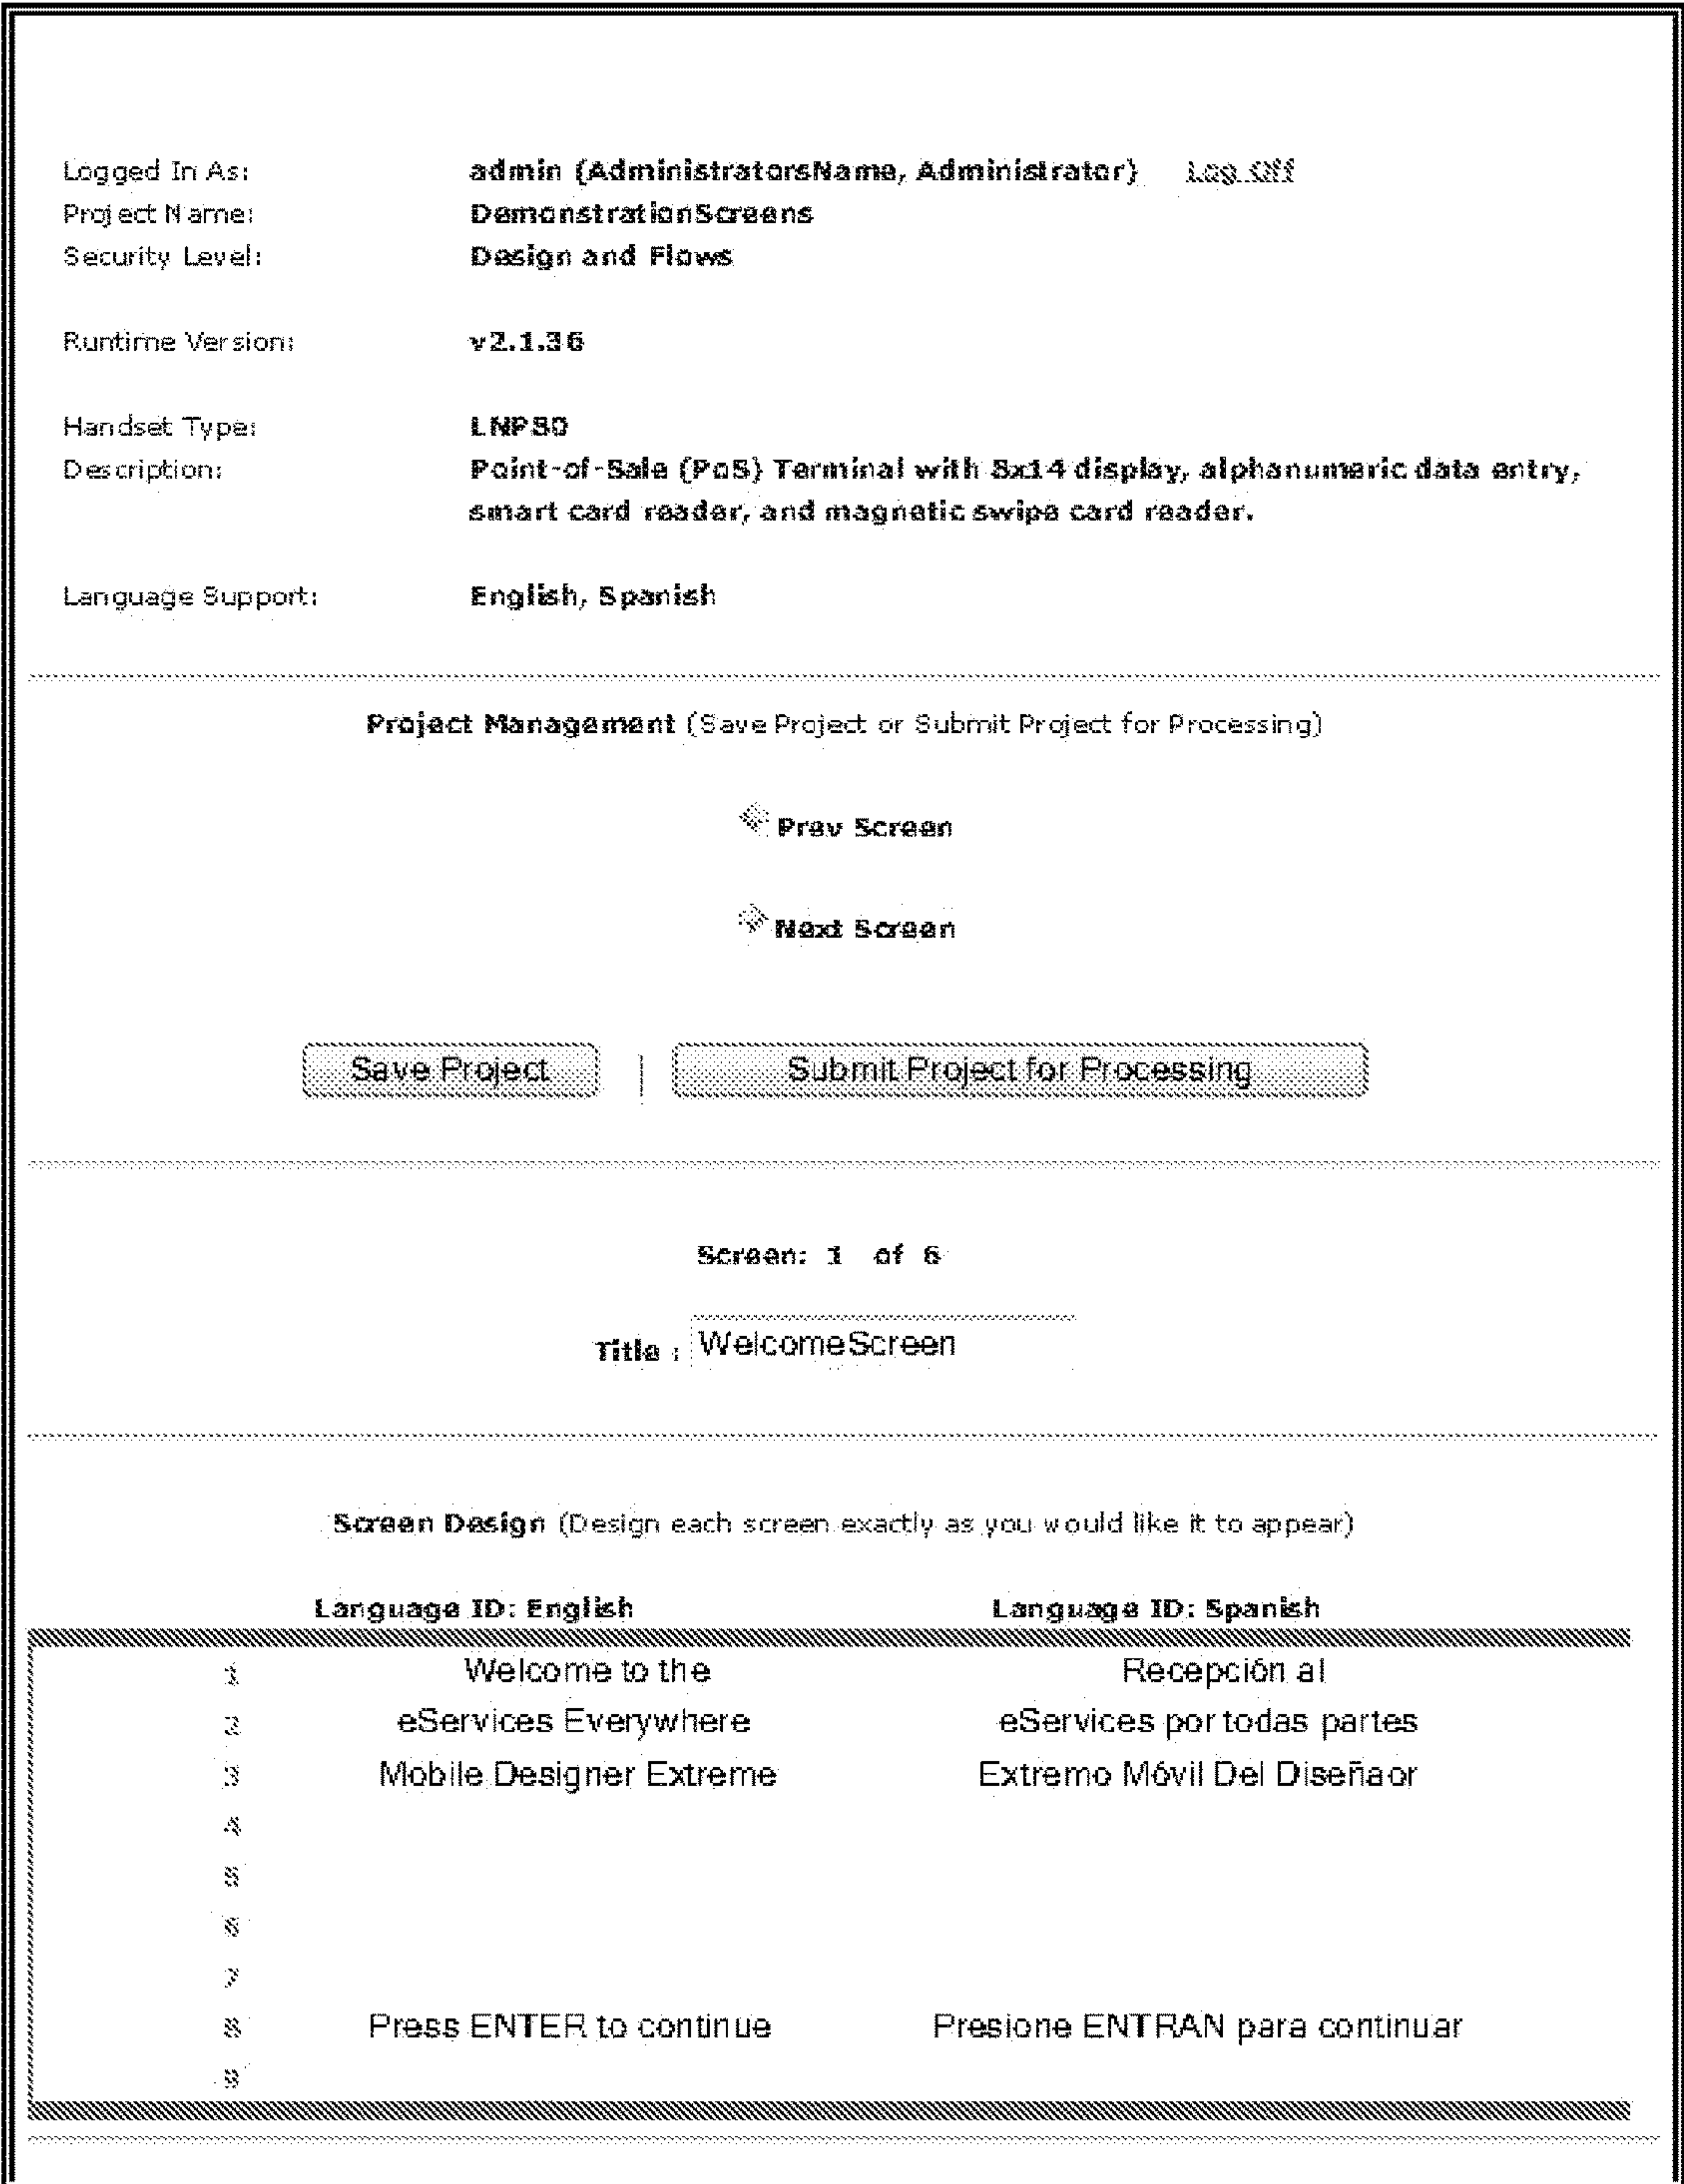 Logged In As: admin (AdministratorsName, Administrator) Log Off
Project Name: DemonstrationScreens
Security Level: Design and Flows
Runtime Version: v2.1.36
Handset Type: LNP80
Description: Point-of-Sale (PoS) Terminal with 8x14 display, alphanumeric data entry,
smart card reader, and magnetic swipe card reader.
Language Support: English, Spanish
Project Management (Save Project or Submit Project for Processing)
Prev Screen
Next Screen
Save Project | Submit Project for Processing
Screen: 1 of 6
Title : WelcomeScreen
Screen Design (Design each screen exactly as you would like it to appear)
Language ID: English Language ID: Spanish
1 Welcome to the Recepción al
2 eServices Everywhere eServices por todas partes
3 Mobile Designer Extreme Extremo Móvil Del Diseñaor
4
5
6
7
8 Press ENTER to continue Presione ENTRAN para continuar
9